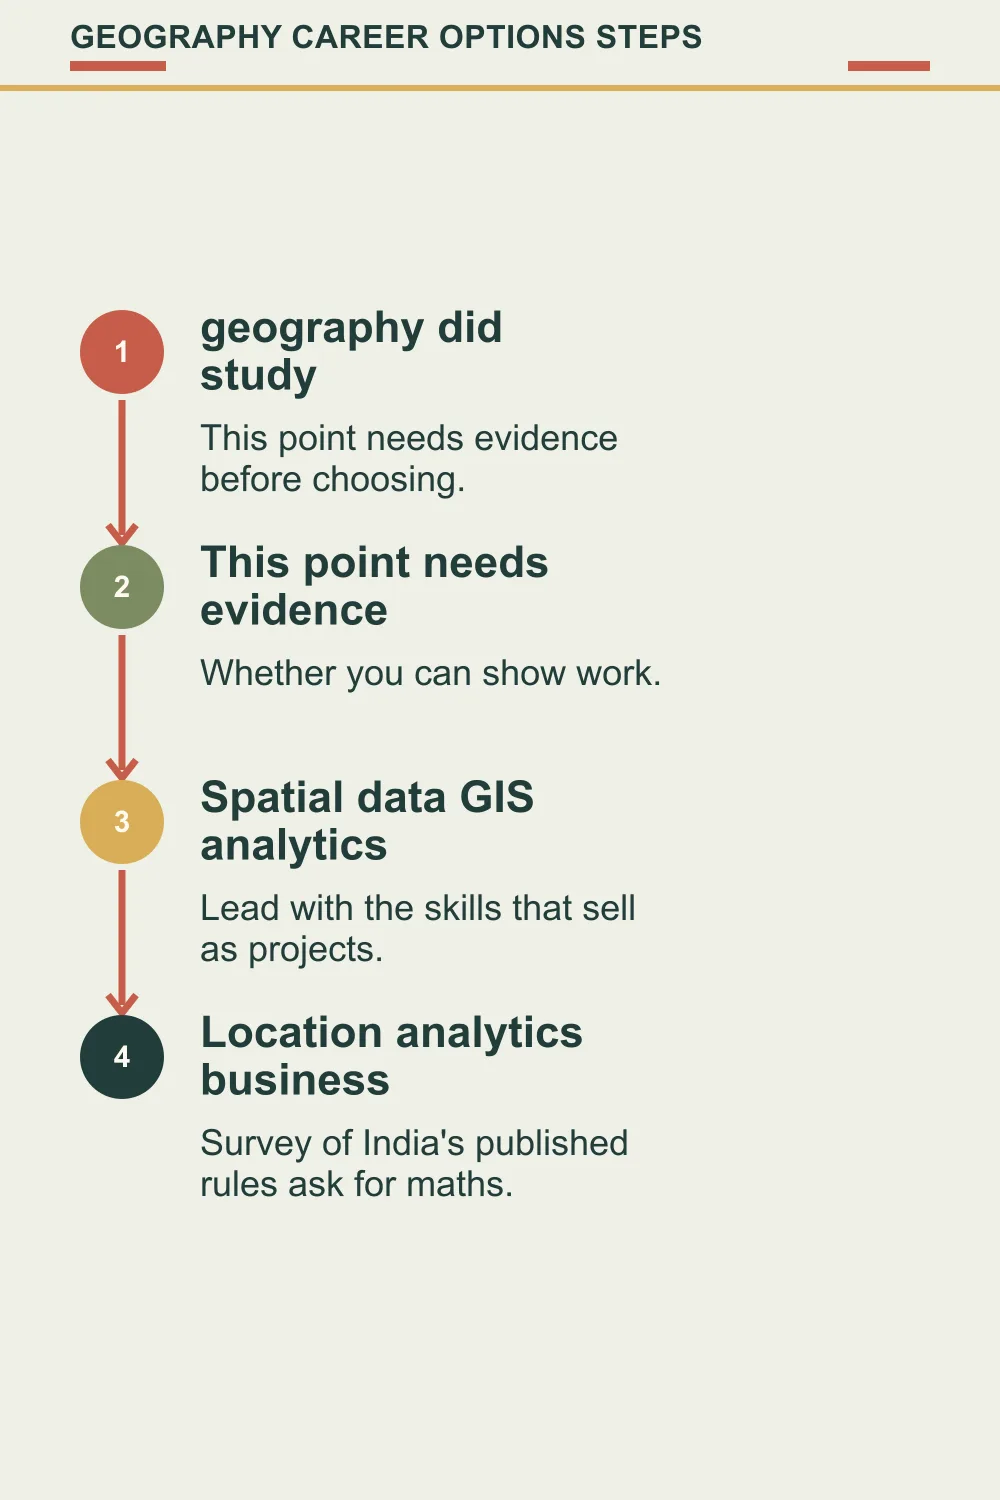 GEOGRAPHY CAREER OPTIONS STEPS
1
geography did
study
This point needs evidence
before choosing.
2
This point needs
evidence
Whether you can show work.
3
Spatial data GIS
analytics
Lead with the skills that sell
as projects.
4
Location analytics
business
Survey of India's published
rules ask for maths.